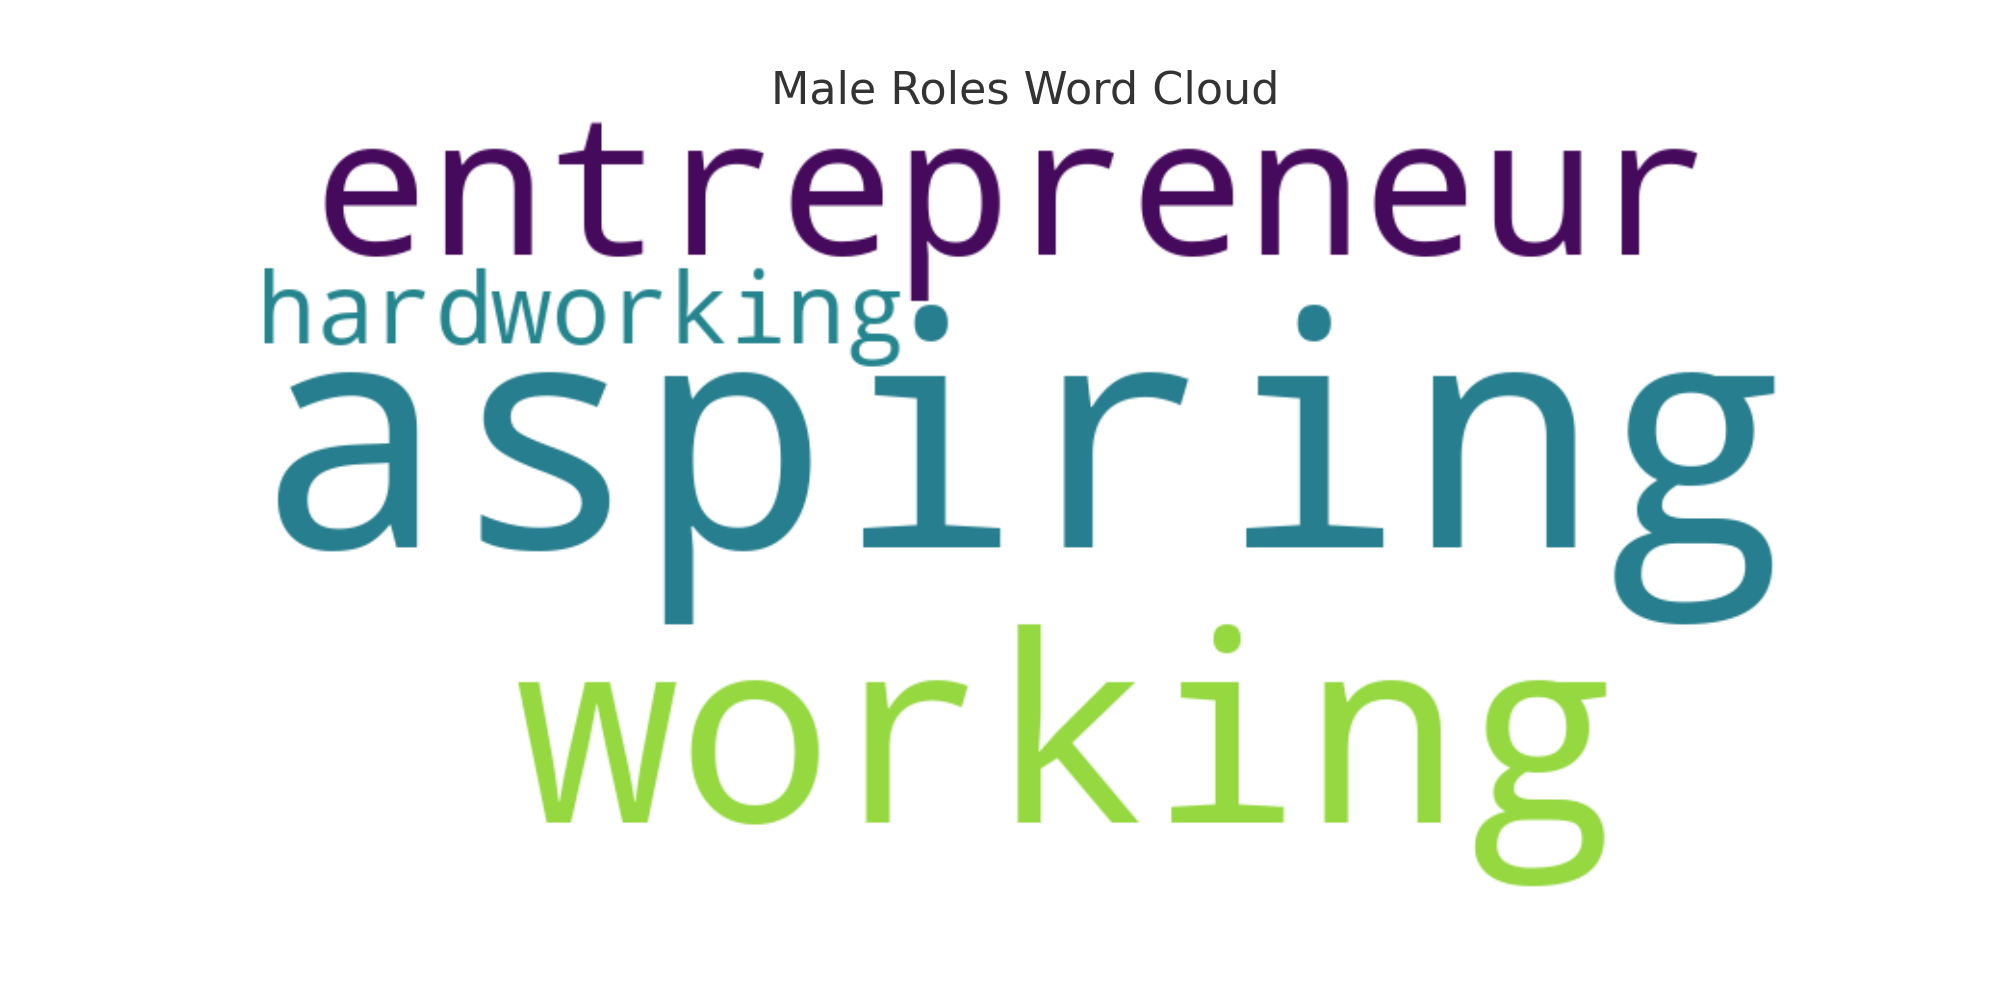 Male Roles Word Cloud
entrepreneur
hardworking
aspiring
working